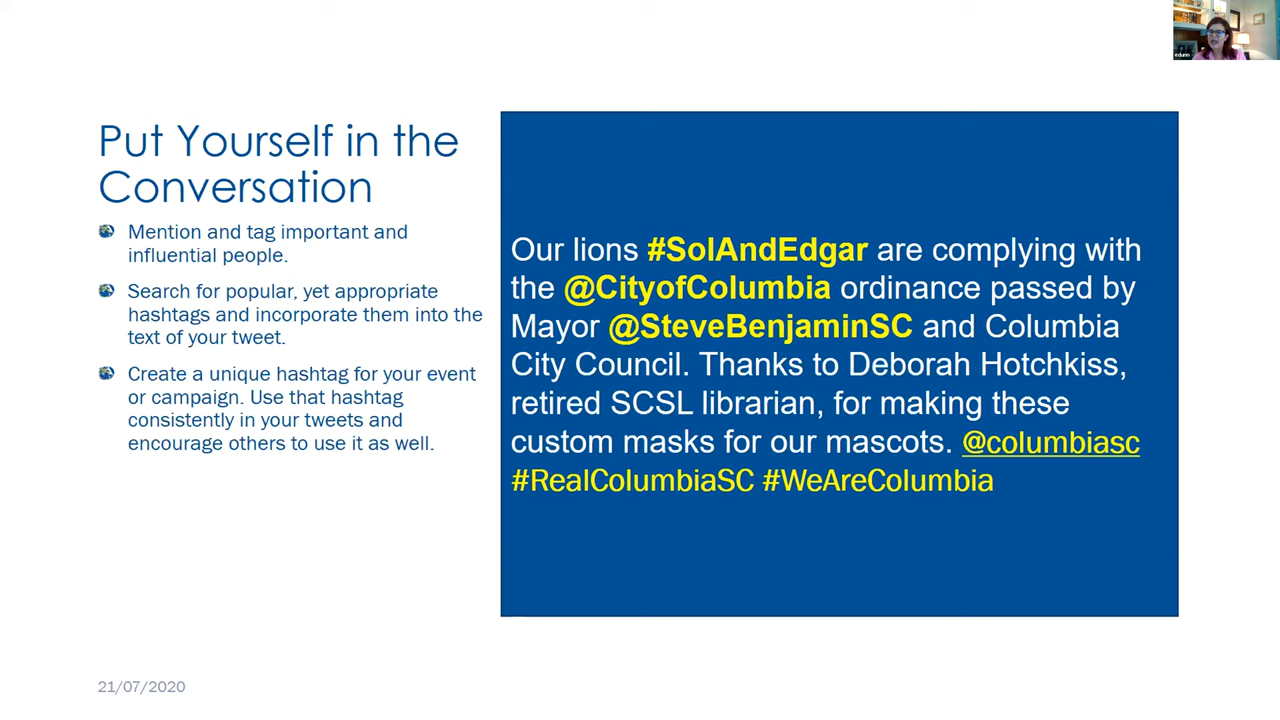 Put Yourself in the
Conversation
Mention and tag important and
influential people.
Search for popular, yet appropriate
hashtags and incorporate them into the
text of your tweet.
Create a unique hashtag for your event
or campaign. Use that hashtag
consistently in your tweets and
encourage others to use it as well.
Our lions #SolAndEdgar are complying with
the @CityofColumbia ordinance passed by
Mayor @SteveBenjaminSC and Columbia
City Council. Thanks to Deborah Hotchkiss,
retired SCSL librarian, for making these
custom masks for our mascots. @columbiasc
#RealColumbiaSC #WeAreColumbia
21/07/2020
edunn